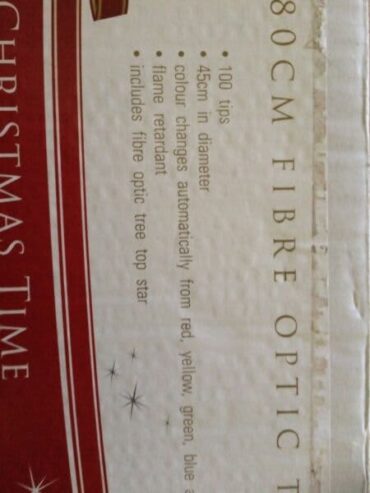 80CM FIBRE OPTIC T
• 100 tips
• 45cm in diameter
• colour changes automatically from red, yellow, green, blue a
• flame retardant
• includes fibre optic tree top star
CHRISTMAS TIME